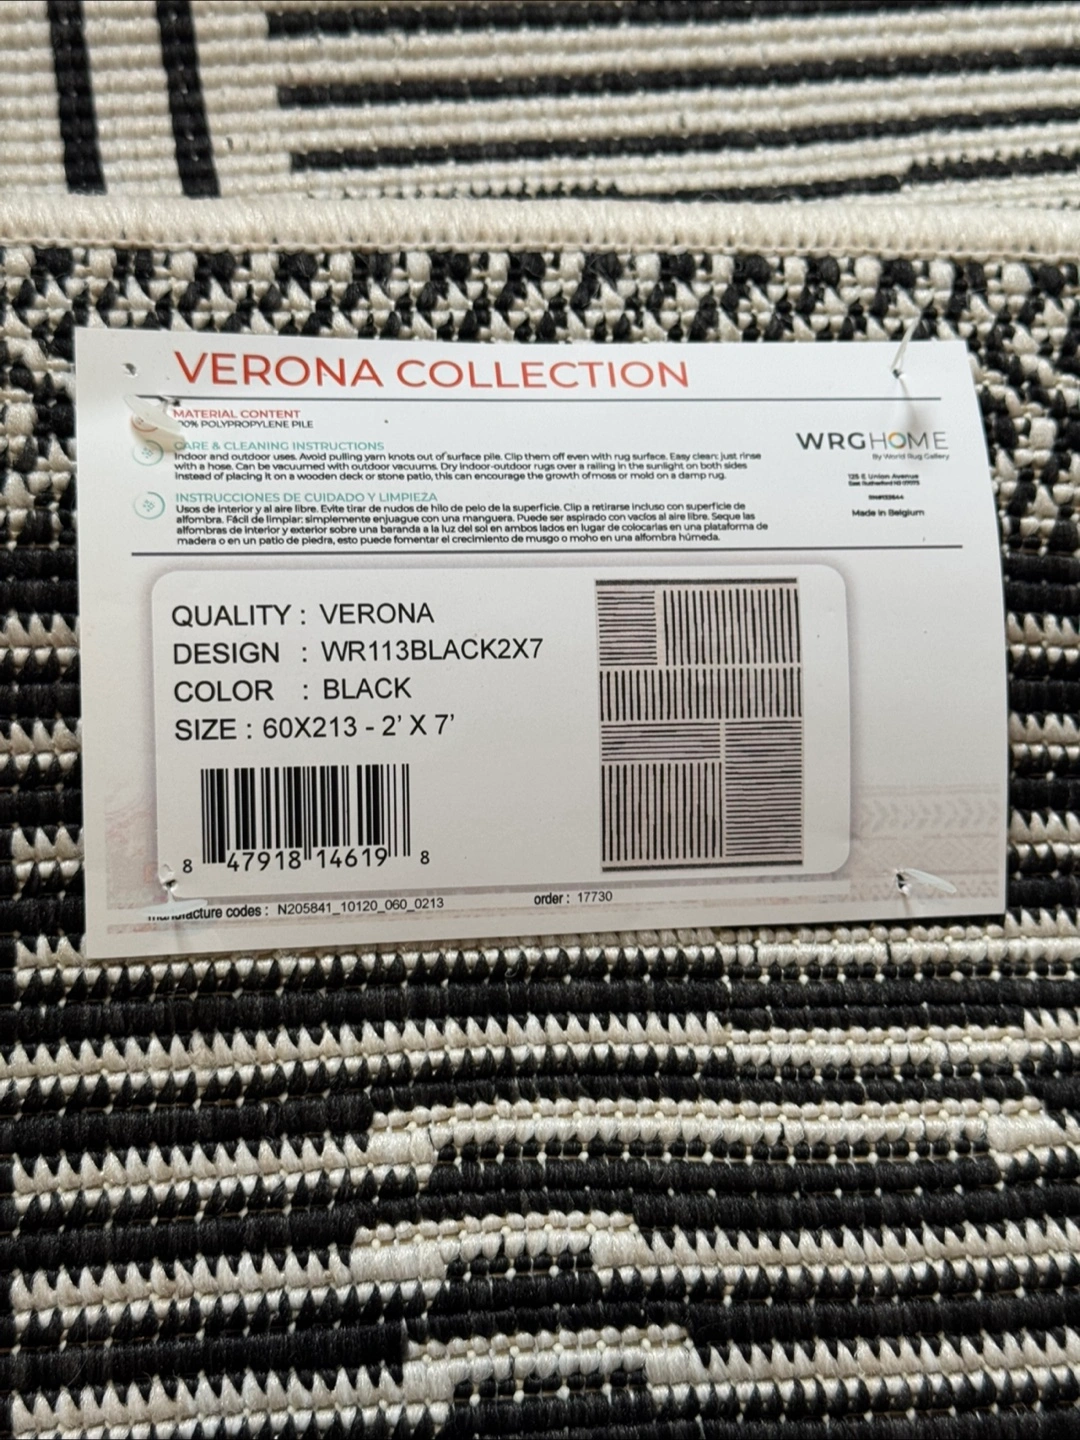 VERONA COLLECTION
MATERIAL CONTENT
100% POLYPROPYLENE PILE
CARE & CLEANING INSTRUCTIONS
Indoor and outdoor uses. Avoid pulling yarn knots out of surface pile. Clip them off even with rug surface. Easy clean: just rinse
with a hose. Can be vacuumed with outdoor vacuums. Dry indoor-outdoor rugs over a railing in the sunlight on both sides
instead of placing it on a wooden deck or stone patio, this can encourage the growth of moss or mold on a damp rug.
INSTRUCCIONES DE CUIDADO Y LIMPIEZA
Usos de interior y al aire libre. Evite tirar de nudos de hilo de pelo de la superficie. Clip a retirarse incluso con superficie de
alfombra. Fácil de limpiar: simplemente enjuague con una manguera. Puede ser aspirado con vacíos al aire libre. Seque las
alfombras de interior y exterior sobre una baranda a la luz del sol en ambos lados en lugar de colocarlas en una plataforma de
madera o en un patio de piedra, esto puede fomentar el crecimiento de musgo o moho en una alfombra húmeda.
WRGHOME
By World Rug Gallery
125 E. Union Avenue
East Rutherford NJ
Made in Belgium
QUALITY : VERONA
DESIGN : WR113BLACK2X7
COLOR : BLACK
SIZE : 60X213 - 2' X 7'
8 47918 14619 8
manufacture codes : N205841_10120_060_0213
order : 17730